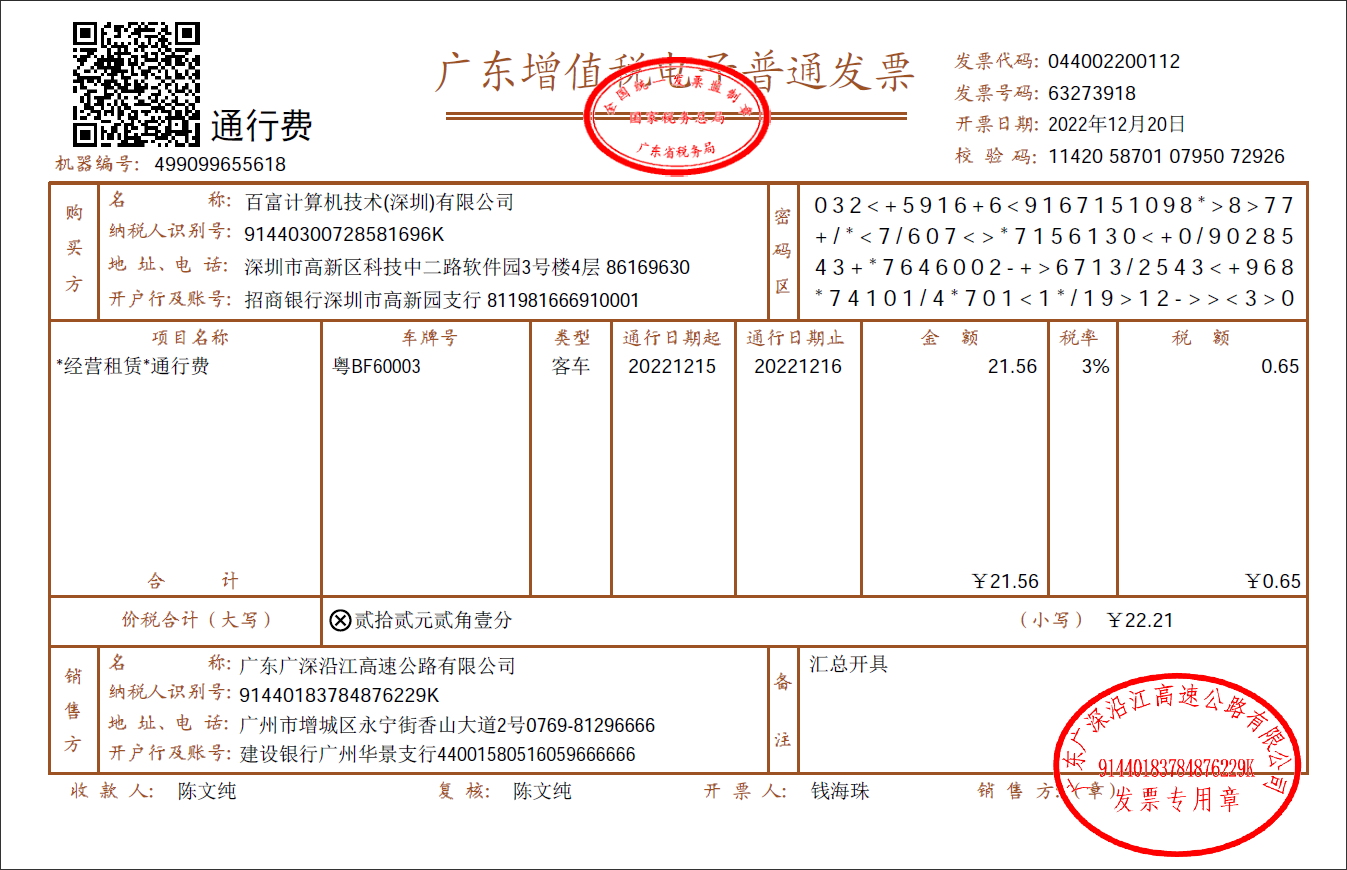 广东增值税电子普通发票
全国统一发票监制章
国家税务总局
广东省税务局
通行费
机器编号: 499099655618
发票代码: 044002200112
发票号码: 63273918
开票日期: 2022年12月20日
校 验 码: 11420 58701 07950 72926
购买方
名 称: 百富计算机技术(深圳)有限公司
纳税人识别号: 91440300728581696K
地 址、电 话: 深圳市高新区科技中二路软件园3号楼4层 86169630
开户行及账号: 招商银行深圳市高新园支行 811981666910001
密码区
032<+5916+6<9167151098*>8>77
+/*<7/607<>*7156130<+0/90285
43+*7646002-+>6713/2543<+968
*74101/4*701<1*/19>12->><3>0
项目名称 车牌号 类型 通行日期起 通行日期止 金 额 税率 税 额
*经营租赁*通行费 粤BF60003 客车 20221215 20221216 21.56 3% 0.65
合 计 ￥21.56 ￥0.65
价税合计（大写） ⊗贰拾贰元贰角壹分 （小写） ￥22.21
销售方
名 称: 广东广深沿江高速公路有限公司
纳税人识别号: 91440183784876229K
地 址、电 话: 广州市增城区永宁街香山大道2号0769-81296666
开户行及账号: 建设银行广州华景支行44001580516059666666
备注
汇总开具
收 款 人: 陈文纯 复 核: 陈文纯 开 票 人: 钱海珠 销 售 方:（章）
广东广深沿江高速公路有限公司
91440183784876229K
发票专用章